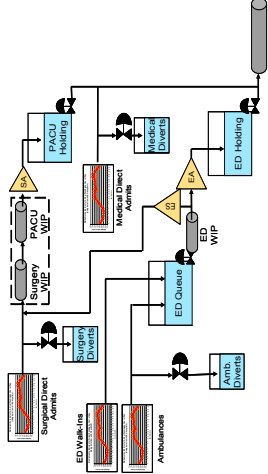 Surgical Direct
Admits
Surgery
WIP
PACU
WIP
SA
PACU
Holding
Surgery
Diverts
Medical Direct
Admits
Medical
Diverts
ED Walk-Ins
Ambulances
ED Queue
ED
WIP
ES
EA
ED Holding
Amb.
Diverts